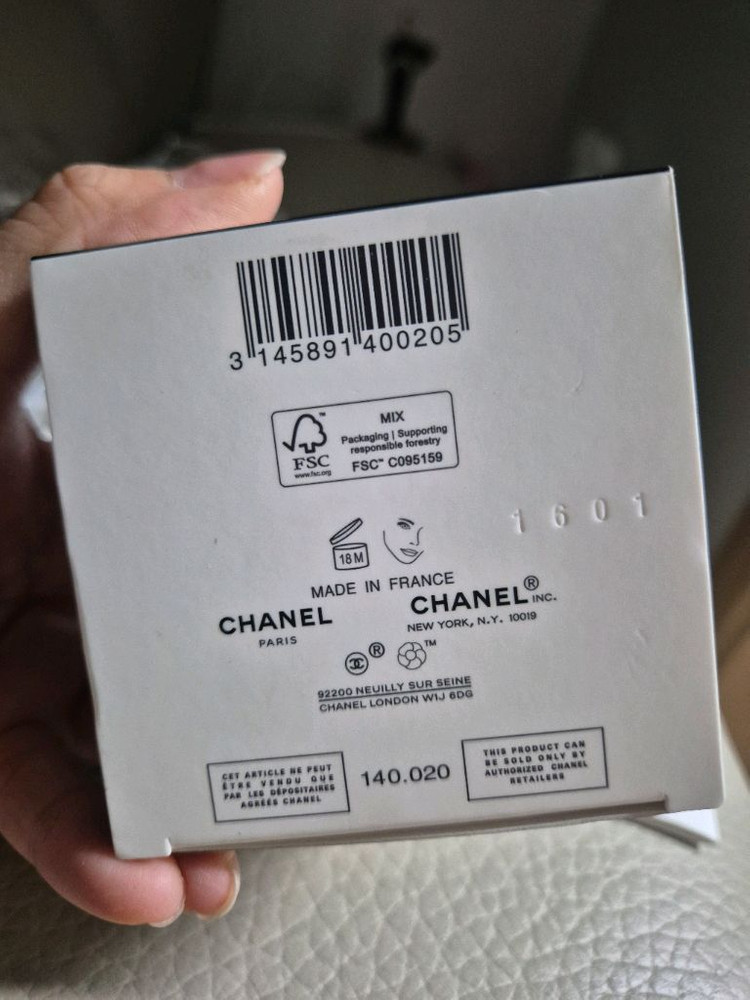 3 145891 400205
FSC™
www.fsc.org
MIX
Packaging | Supporting
responsible forestry
FSC™ C095159
1601
18M
MADE IN FRANCE
CHANEL
PARIS
CHANEL® INC.
NEW YORK, N.Y. 10019
® ™
92200 NEUILLY SUR SEINE
CHANEL LONDON W1J 6DG
CET ARTICLE NE PEUT
ÊTRE VENDU QUE
PAR LES DÉPOSITAIRES
AGRÉÉS CHANEL
140.020
THIS PRODUCT CAN
BE SOLD ONLY BY
AUTHORIZED CHANEL
RETAILERS